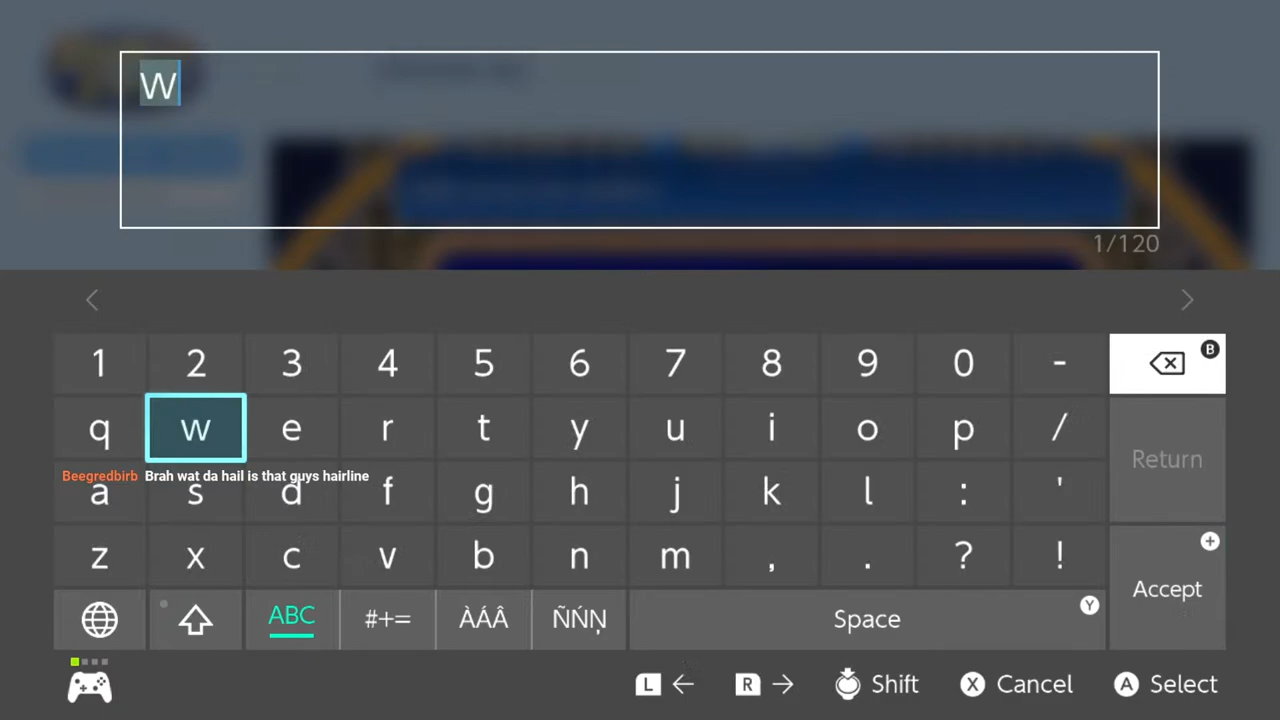 W
1/120
1 2 3 4 5 6 7 8 9 0 - B
q w e r t y u i o p / Return
Beegredbirb Brah wat da hail is that guys hairline
a s d f g h j k l : '
z x c v b n m , . ? ! + Accept
ABC #+= ÀÁÂ ÑŃŅ Space Y
L ← R → Shift X Cancel A Select